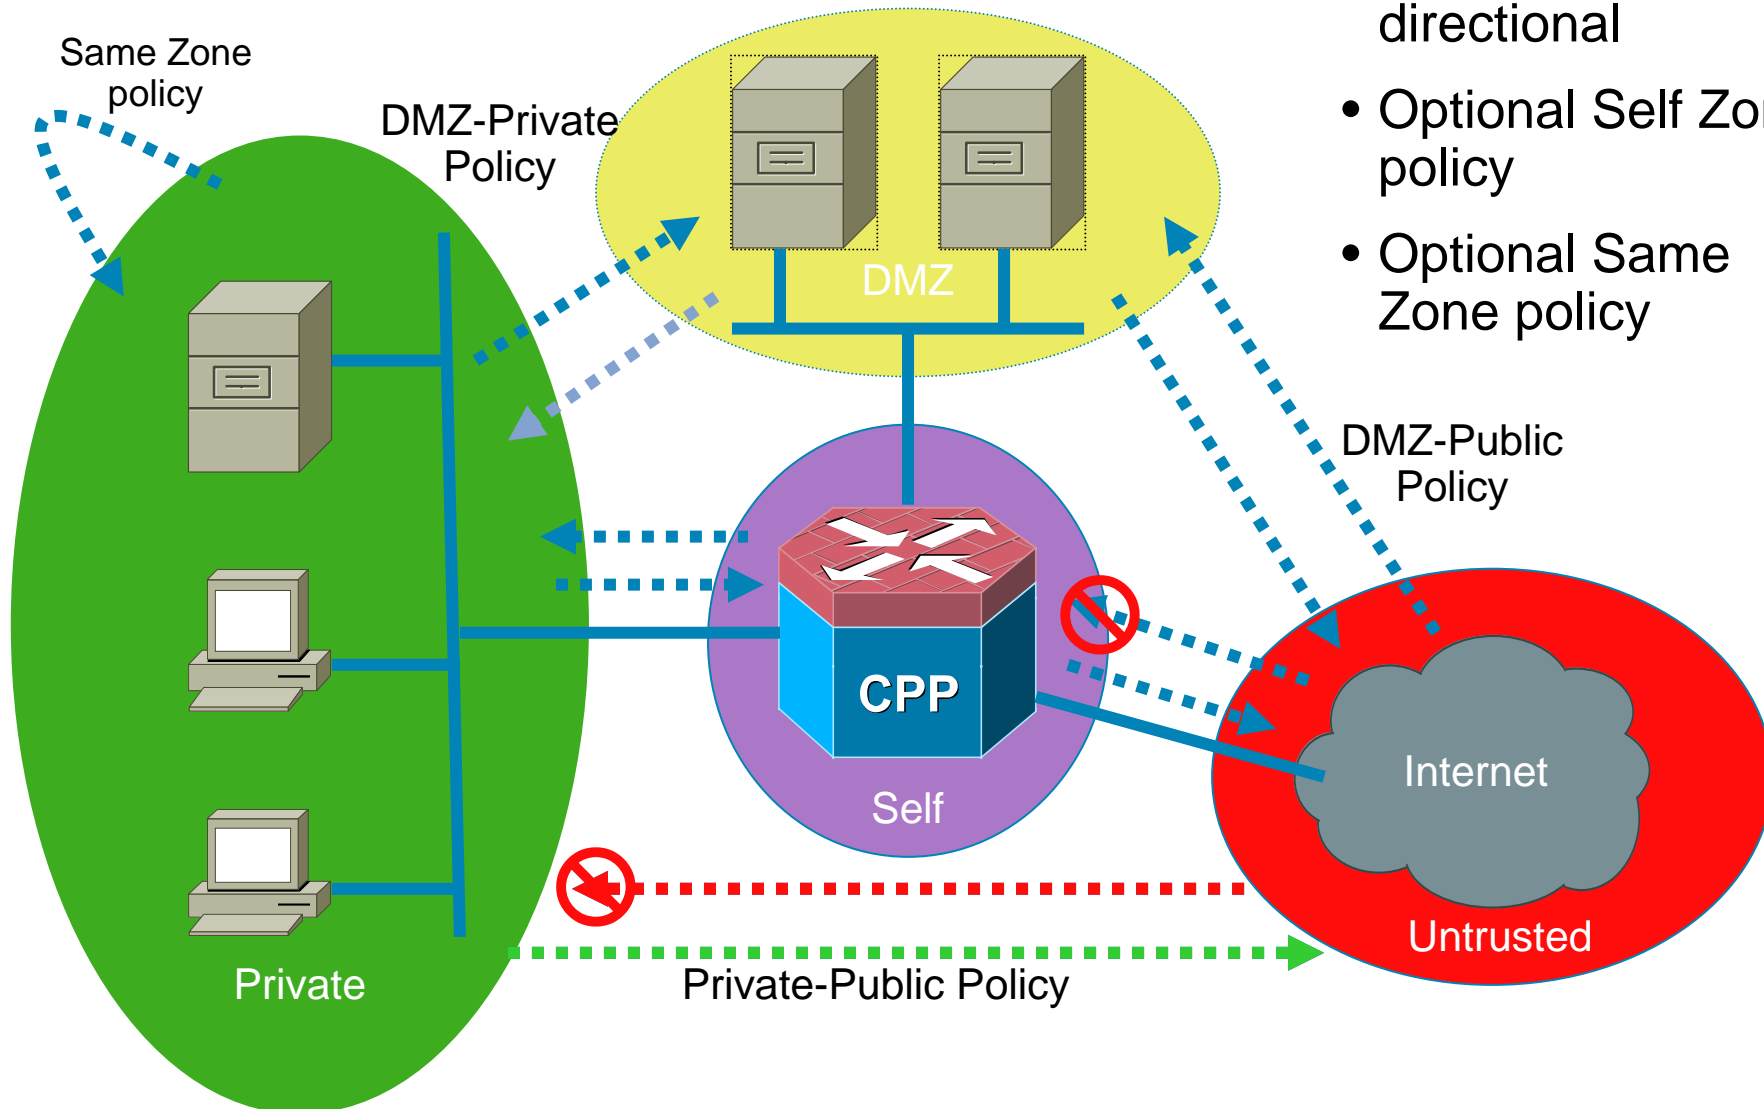 directional
• Optional Self
policy
• Optional Same
Zone policy
Same Zone
policy
DMZ-Private
Policy
DMZ
DMZ-Public
Policy
CPP
Self
Internet
Untrusted
Private
Private-Public Policy